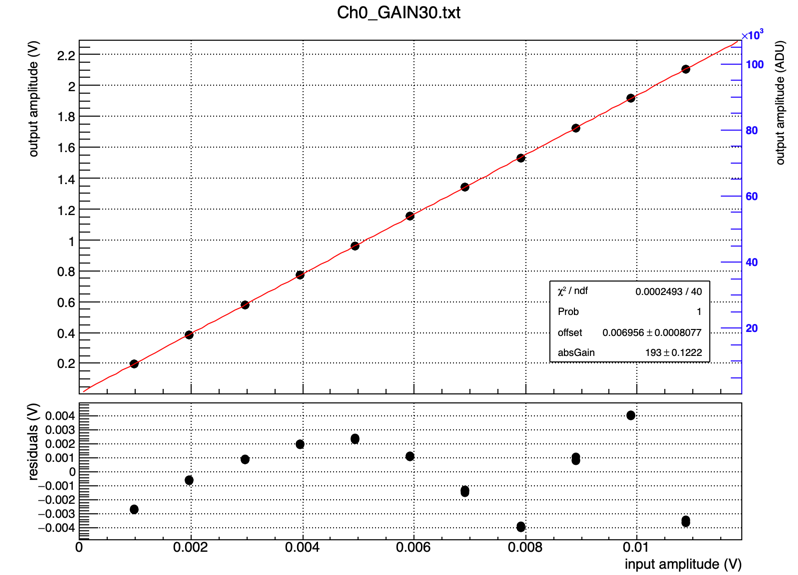 Ch0_GAIN30.txt
output amplitude (V)
2.2
2
1.8
1.6
1.4
1.2
1
0.8
0.6
0.4
0.2
×10³
100
80
60
40
20
output amplitude (ADU)
χ² / ndf 0.0002493 / 40
Prob 1
offset 0.006956 ± 0.0008077
absGain 193 ± 0.1222
residuals (V)
0.004
0.003
0.002
0.001
0
−0.001
−0.002
−0.003
−0.004
0 0.002 0.004 0.006 0.008 0.01
input amplitude (V)